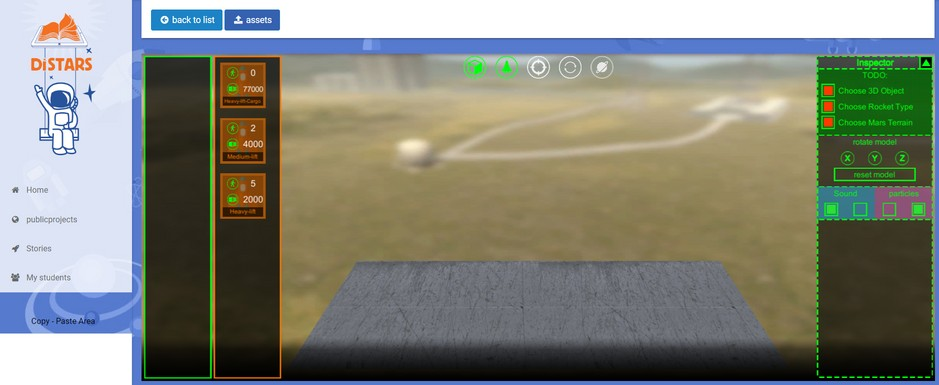 back to list
assets
DiSTARS
Home
publicprojects
Stories
My students
Copy - Paste Area
0
77000
Heavy-lift-Cargo
2
4000
Medium-lift
5
2000
Heavy-lift
Inspector
TODO:
Choose 3D Object
Choose Rocket Type
Choose Mars Terrain
rotate model
X Y Z
reset model
Sound particles